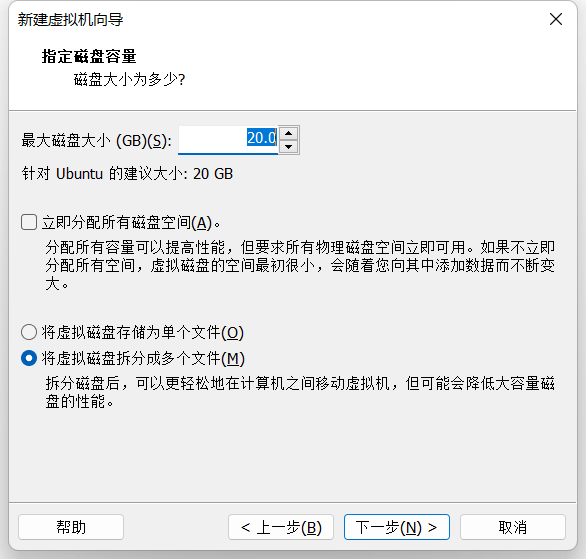 新建虚拟机向导
指定磁盘容量
磁盘大小为多少?
最大磁盘大小 (GB)(S): 20.0
针对 Ubuntu 的建议大小: 20 GB
立即分配所有磁盘空间(A)。
分配所有容量可以提高性能，但要求所有物理磁盘空间立即可用。如果不立即
分配所有空间，虚拟磁盘的空间最初很小，会随着您向其中添加数据而不断变
大。
将虚拟磁盘存储为单个文件(O)
将虚拟磁盘拆分成多个文件(M)
拆分磁盘后，可以更轻松地在计算机之间移动虚拟机，但可能会降低大容量磁
盘的性能。
帮助 < 上一步(B) 下一步(N) > 取消